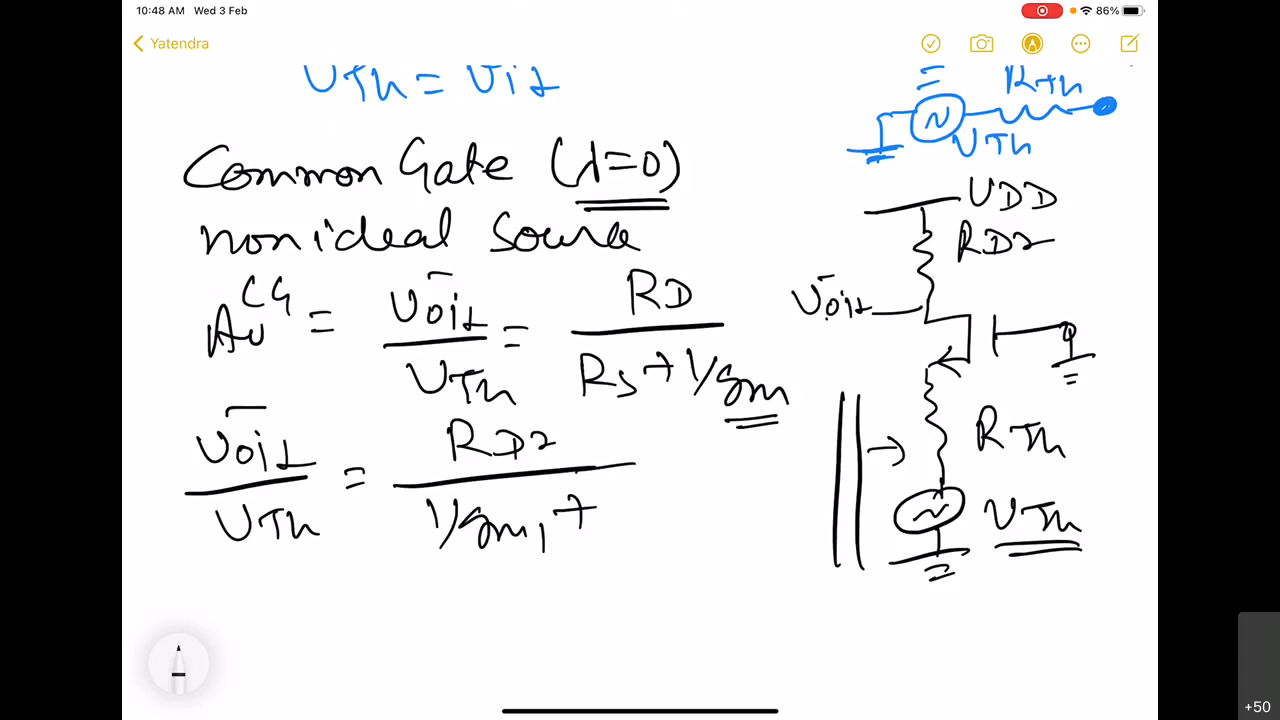 10:48 AM Wed 3 Feb
86%
Yatendra
VTh = Vi1
RTh
VTh
Common Gate (λ=0)
non ideal Source
VDD
RD2
Av^CG = Vo1⁻/VTh = RD/(Rs + 1/gm)
Vo1⁻
Vo1⁻/VTh = RD2/(1/gm1 +
RTh
VTh
+50